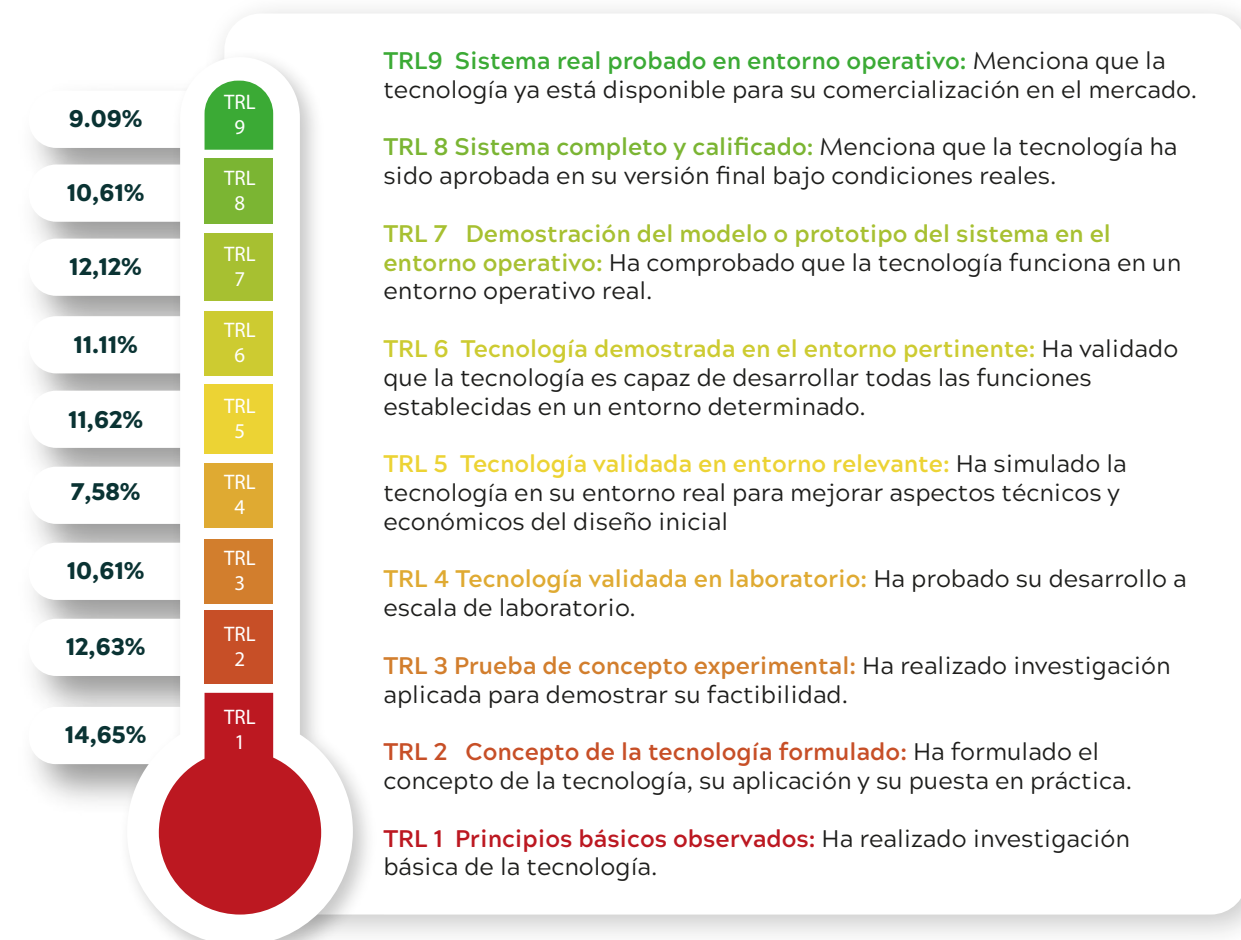 9.09%
10,61%
12,12%
11.11%
11,62%
7,58%
10,61%
12,63%
14,65%
TRL
9
TRL
8
TRL
7
TRL
6
TRL
5
TRL
4
TRL
3
TRL
2
TRL
1
TRL9 Sistema real probado en entorno operativo: Menciona que la
tecnología ya está disponible para su comercialización en el mercado.
TRL 8 Sistema completo y calificado: Menciona que la tecnología ha
sido aprobada en su versión final bajo condiciones reales.
TRL 7 Demostración del modelo o prototipo del sistema en el
entorno operativo: Ha comprobado que la tecnología funciona en un
entorno operativo real.
TRL 6 Tecnología demostrada en el entorno pertinente: Ha validado
que la tecnología es capaz de desarrollar todas las funciones
establecidas en un entorno determinado.
TRL 5 Tecnología validada en entorno relevante: Ha simulado la
tecnología en su entorno real para mejorar aspectos técnicos y
económicos del diseño inicial
TRL 4 Tecnología validada en laboratorio: Ha probado su desarrollo a
escala de laboratorio.
TRL 3 Prueba de concepto experimental: Ha realizado investigación
aplicada para demostrar su factibilidad.
TRL 2 Concepto de la tecnología formulado: Ha formulado el
concepto de la tecnología, su aplicación y su puesta en práctica.
TRL 1 Principios básicos observados: Ha realizado investigación
básica de la tecnología.